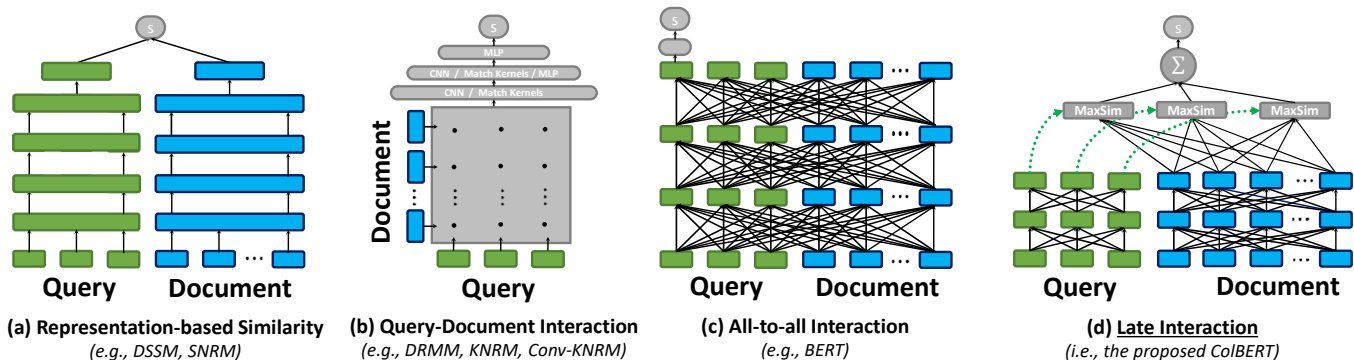 S
Query
Document
(a) Representation-based Similarity
(e.g., DSSM, SNRM)
S
MLP
CNN / Match Kernels / MLP
CNN / Match Kernels
Document
Query
(b) Query-Document Interaction
(e.g., DRMM, KNRM, Conv-KNRM)
S
Query
Document
(c) All-to-all Interaction
(e.g., BERT)
S
Σ
MaxSim
MaxSim
MaxSim
Query
Document
(d) Late Interaction
(i.e., the proposed ColBERT)